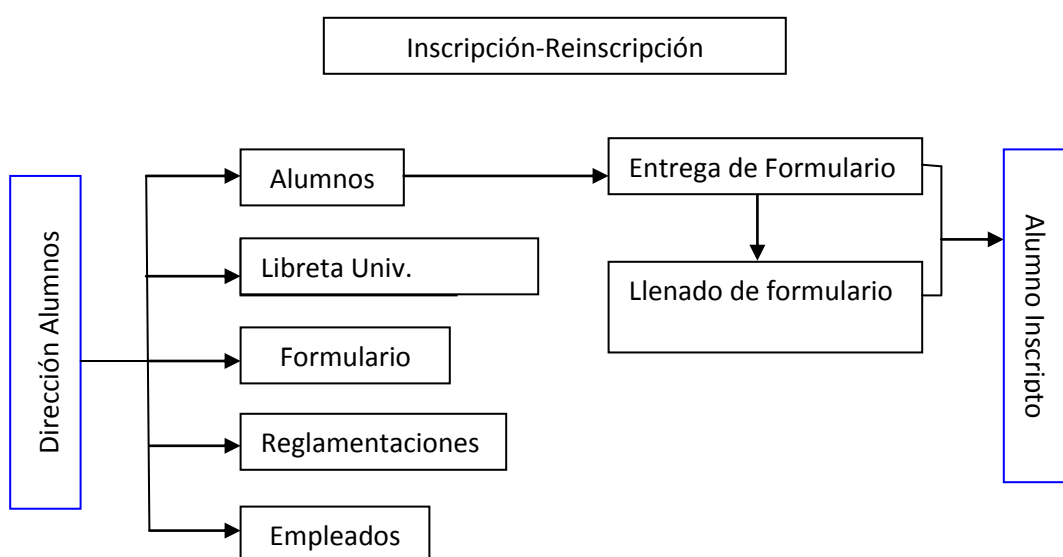 Inscripción-Reinscripción
Dirección Alumnos
Alumnos
Libreta Univ.
Formulario
Reglamentaciones
Empleados
Entrega de Formulario
Llenado de formulario
Alumno Inscripto